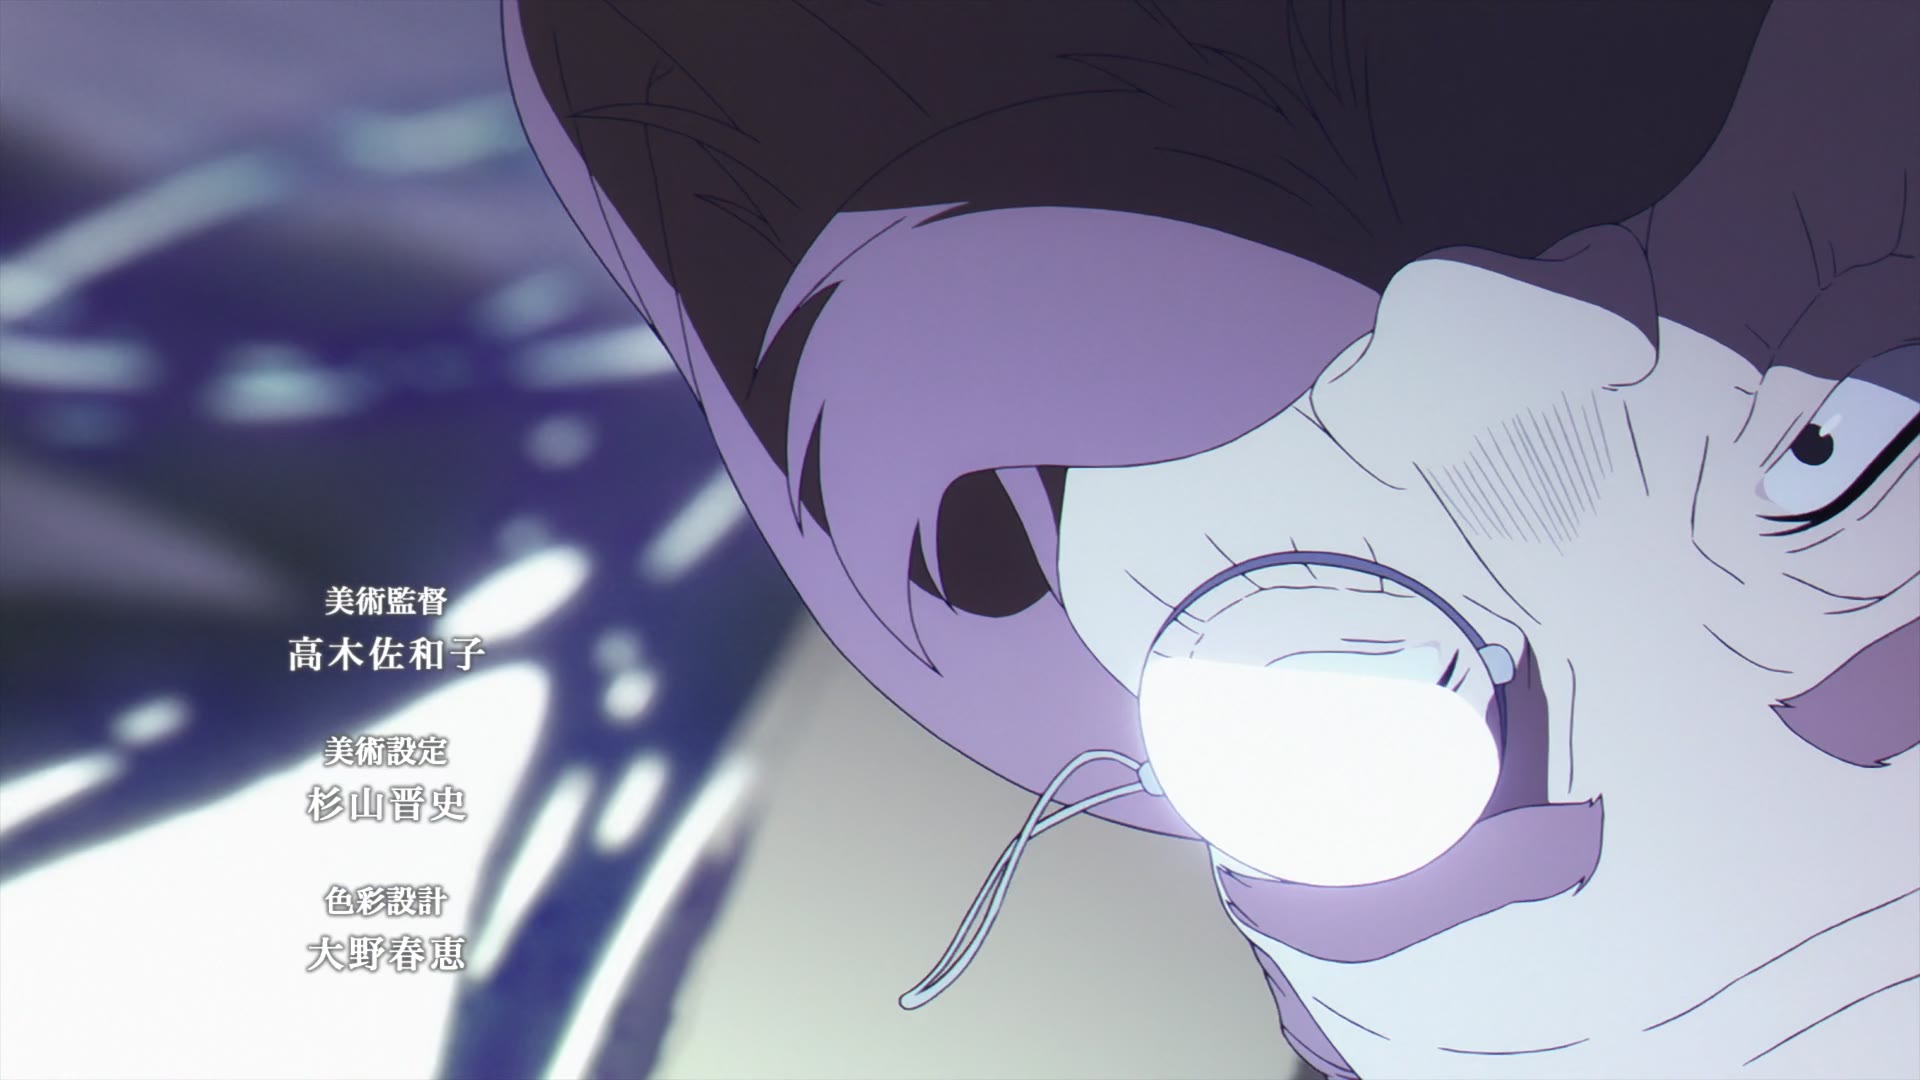 美術監督
高木佐和子
美術設定
杉山晋史
色彩設計
大野春恵